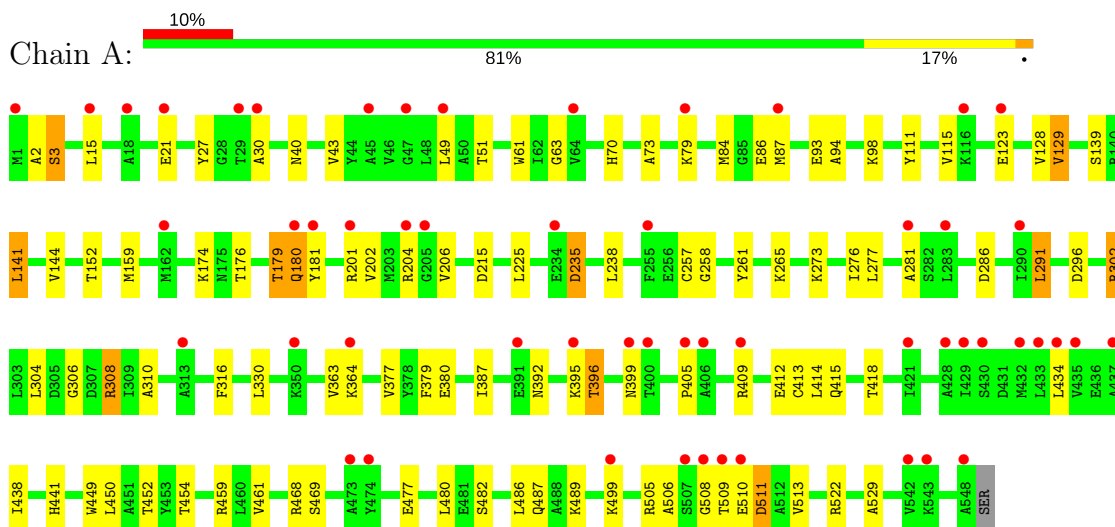 10%
Chain A:
81% 17% •
M1 A2 S3 L15 A18 E21 Y27 G28 T29 A30 N40 V43 Y44 A45 V46 G47 L48 L49 A50 T51 W61 I62 G63 V64 H70 A73 K79 M84 G85 E86 M87 E93 A94 K98 Y111 V115 K116 E123 V128 V129 S139 R140
L141 V144 T152 M159 M162 K174 N175 T176 T179 Q180 Y181 R201 V202 M203 R204 G205 V206 D215 L225 E234 D235 L238 F255 E256 C257 G258 Y261 K265 K273 I276 L277 A281 S282 L283 D286 I290 L291 D296 R302
L303 L304 D305 G306 D307 R308 I309 A310 A313 F316 L330 K350 V363 K364 V377 Y378 F379 E380 I387 E391 N392 K395 T396 N399 T400 P405 A406 R409 E412 C413 L414 Q415 T418 I421 A428 I429 S430 D431 M432 L433 L434 V435 E436 A437
I438 H441 W449 L450 A451 T452 Y453 T454 R459 L460 V461 R468 S469 A473 Y474 E477 L480 E481 S482 L486 Q487 A488 K489 K499 R505 A506 S507 G508 T509 E510 D511 A512 V513 R522 A529 V542 K543 A548 SER